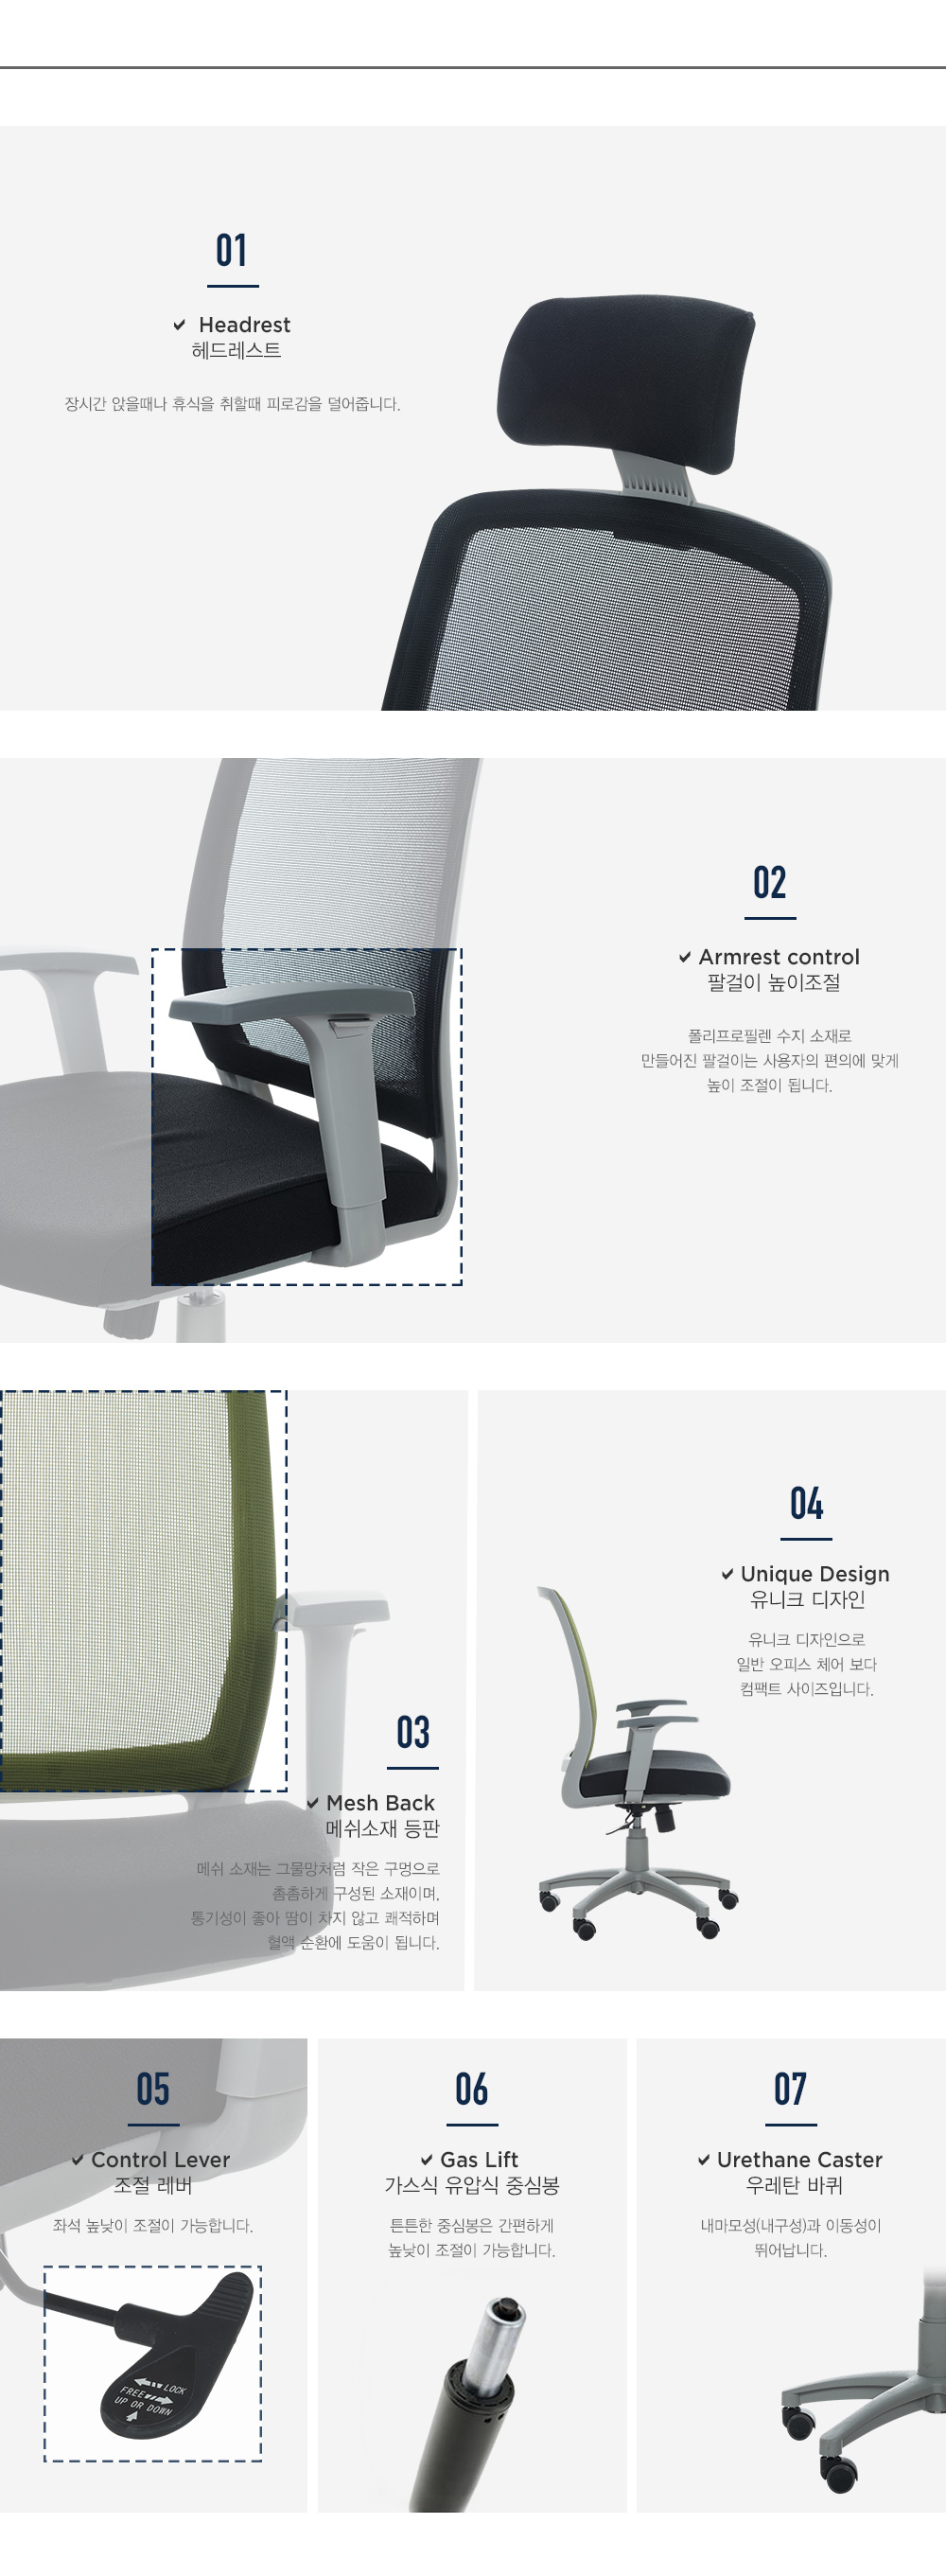 01
Headrest
헤드레스트
장시간 앉을때나 휴식을 취할때 피로감을 덜어줍니다.
02
Armrest control
팔걸이 높이조절
폴리프로필렌 수지 소재로
만들어진 팔걸이는 사용자의 편의에 맞게
높이 조절이 됩니다.
03
Mesh Back
메쉬소재 등판
메쉬 소재는 그물망처럼 작은 구멍으로
촘촘하게 구성된 소재이며,
통기성이 좋아 땀이 차지 않고 쾌적하며
혈액 순환에 도움이 됩니다.
04
Unique Design
유니크 디자인
유니크 디자인으로
일반 오피스 체어 보다
컴팩트 사이즈입니다.
05
Control Lever
조절 레버
좌석 높낮이 조절이 가능합니다.
LOCK
FREE
UP OR DOWN
06
Gas Lift
가스식 유압식 중심봉
튼튼한 중심봉은 간편하게
높낮이 조절이 가능합니다.
07
Urethane Caster
우레탄 바퀴
내마모성(내구성)과 이동성이
뛰어납니다.